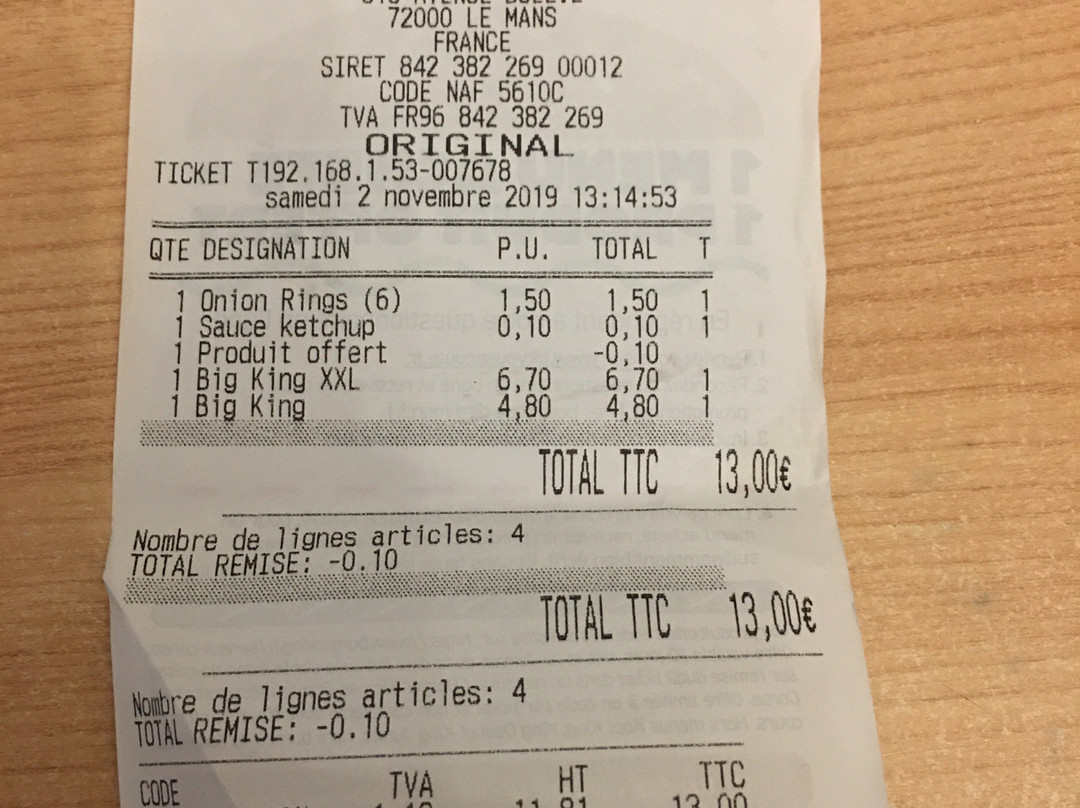 72000 LE MANS
FRANCE
SIRET 842 382 269 00012
CODE NAF 5610C
TVA FR96 842 382 269
ORIGINAL
TICKET T192.168.1.53-007678
samedi 2 novembre 2019 13:14:53
QTE DESIGNATION P.U. TOTAL T
1 Onion Rings (6) 1,50 1,50 1
1 Sauce ketchup 0,10 0,10 1
1 Produit offert -0,10
1 Big King XXL 6,70 6,70 1
1 Big King 4,80 4,80 1
TOTAL TTC 13,00€
Nombre de lignes articles: 4
TOTAL REMISE: -0.10
TOTAL TTC 13,00€
Nombre de lignes articles: 4
TOTAL REMISE: -0.10
CODE TVA HT TTC
11,81 13,00